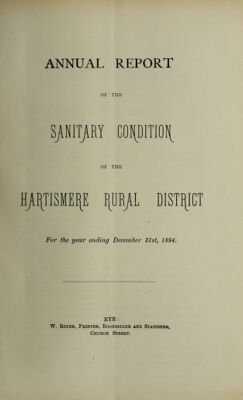 ANNUAL REPORT
OF THE
SANITARY CONDITION
OF THE
HARTISMERE RURAL DISTRICT
For the year ending December 31st, 1894.
EYE:
W. ROPER, PRINTER, BOOKSELLER AND STATIONER,
CHURCH STREET.